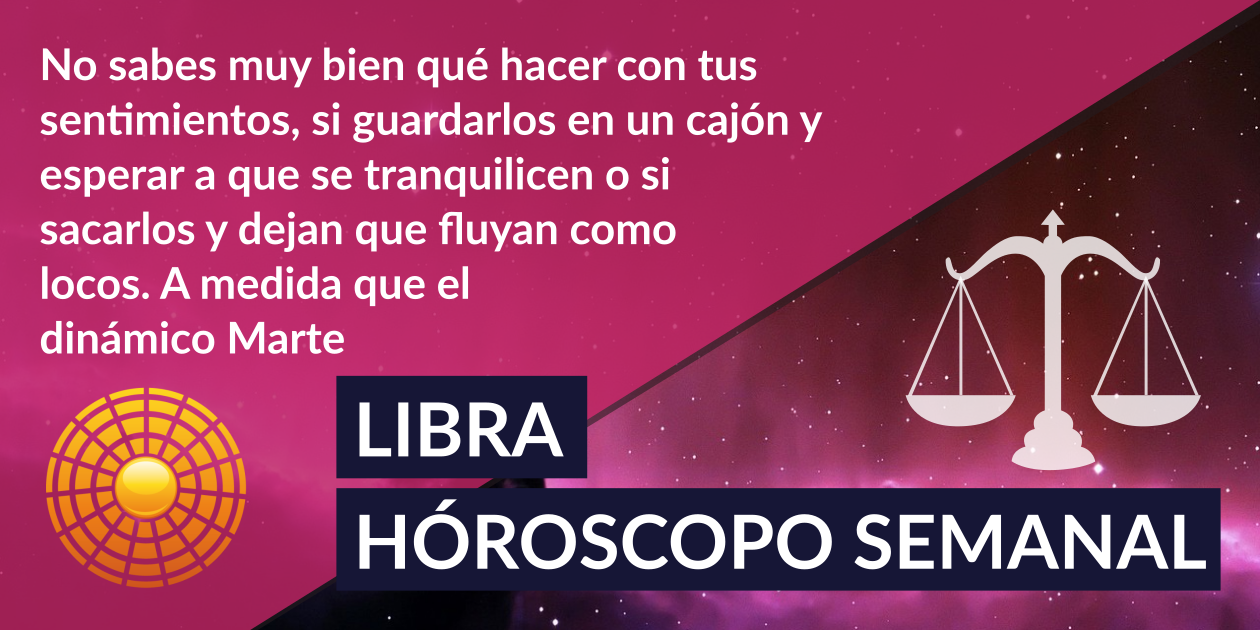 No sabes muy bien qué hacer con tus
sentimientos, si guardarlos en un cajón y
esperar a que se tranquilicen o si
sacarlos y dejan que fluyan como
locos. A medida que el
dinámico Marte
LIBRA
HÓROSCOPO SEMANAL